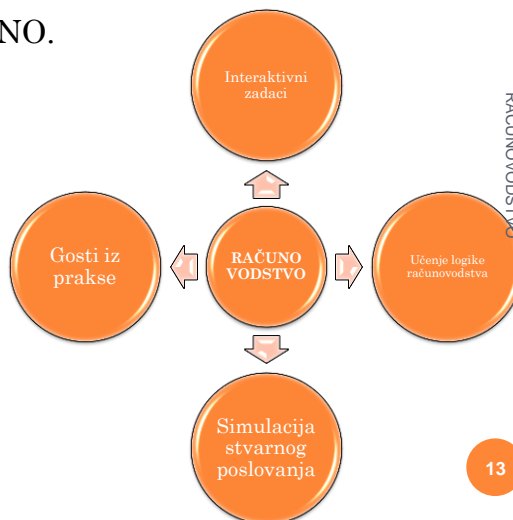 NO.
Interaktivni
zadaci
RAČUNOVODSTVO
Gosti iz
prakse
RAČUNO
VODSTVO
Učenje logike
računovodstva
Simulacija
stvarnog
poslovanja
13